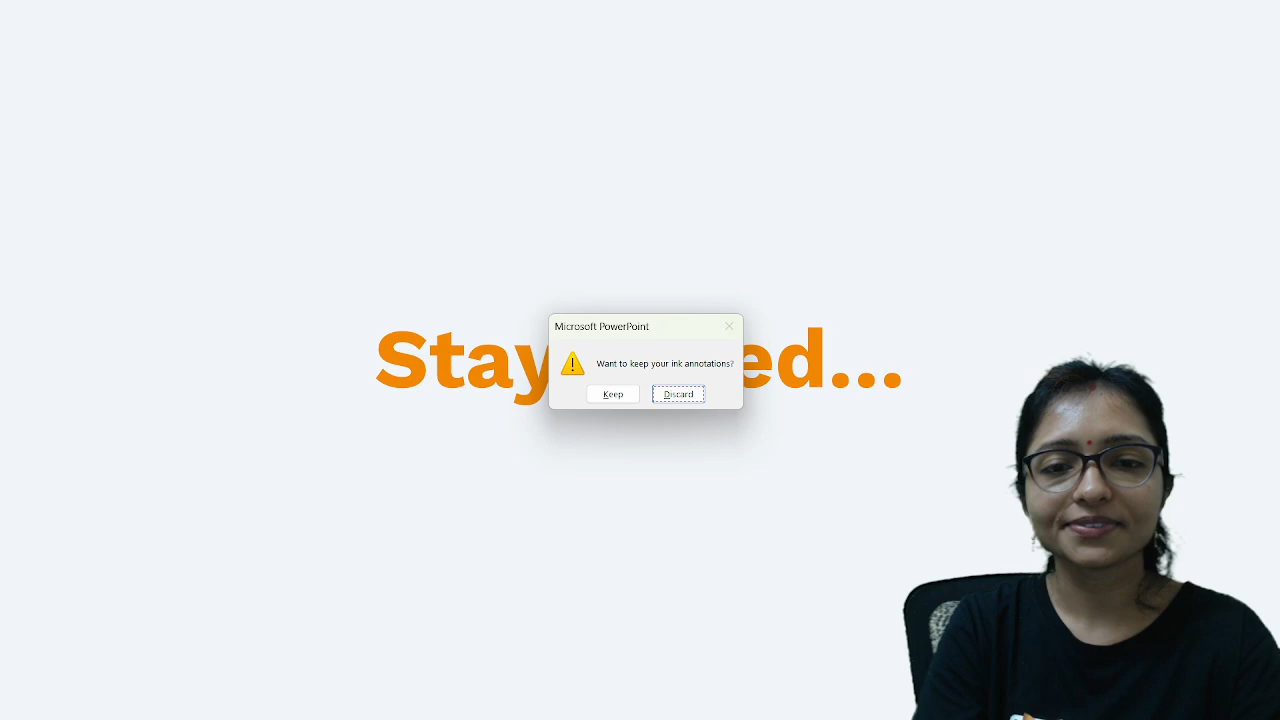 Microsoft PowerPoint
Stay
ed...
Want to keep your ink annotations?
Keep
Discard